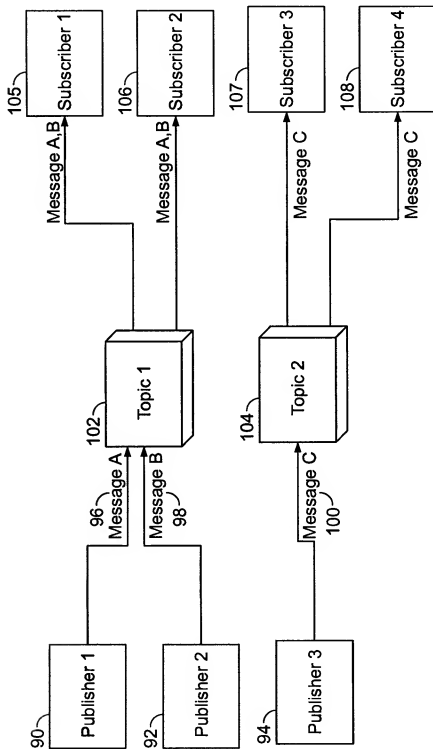 90
Publisher 1
92
Publisher 2
94
Publisher 3
96
Message A
Message B
98
Message C
100
102
Topic 1
104
Topic 2
Message A,B
Message A,B
Message C
Message C
105
Subscriber 1
106
Subscriber 2
107
Subscriber 3
108
Subscriber 4